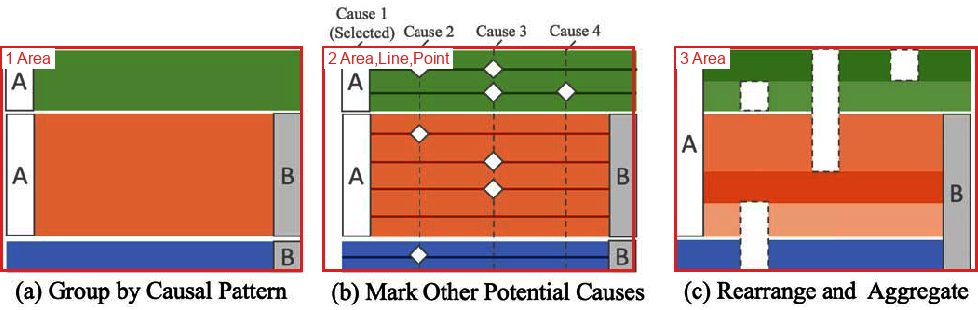 Cause 1
(Selected) Cause 2 Cause 3 Cause 4
1 Area
2 Area,Line,Point
3 Area
A
A
A
A
A
B
B
B
B
B
(a) Group by Causal Pattern
(b) Mark Other Potential Causes
(c) Rearrange and Aggregate